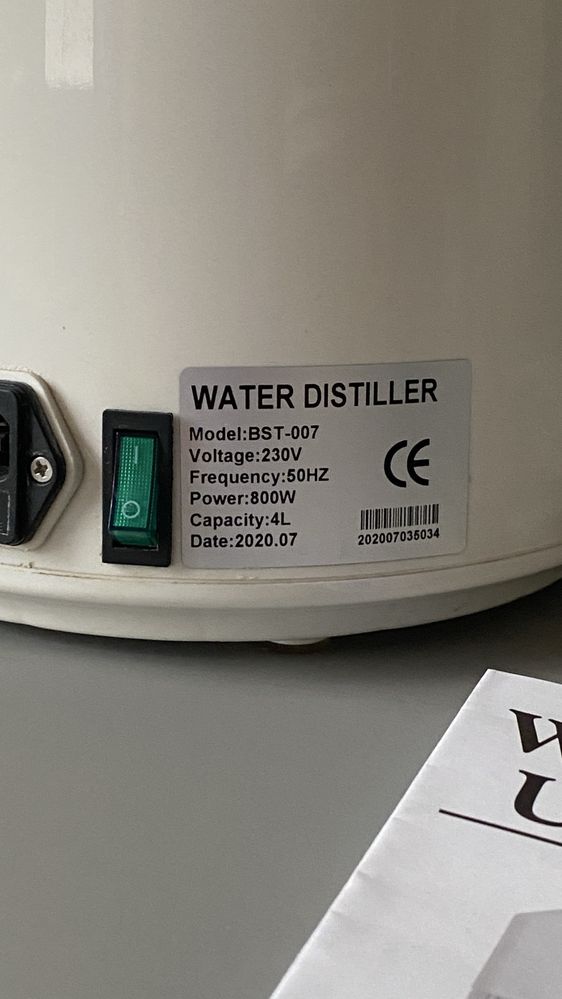 WATER DISTILLER
Model:BST-007
Voltage:230V
Frequency:50HZ
Power:800W
Capacity:4L
Date:2020.07
CE
202007035034
W
U